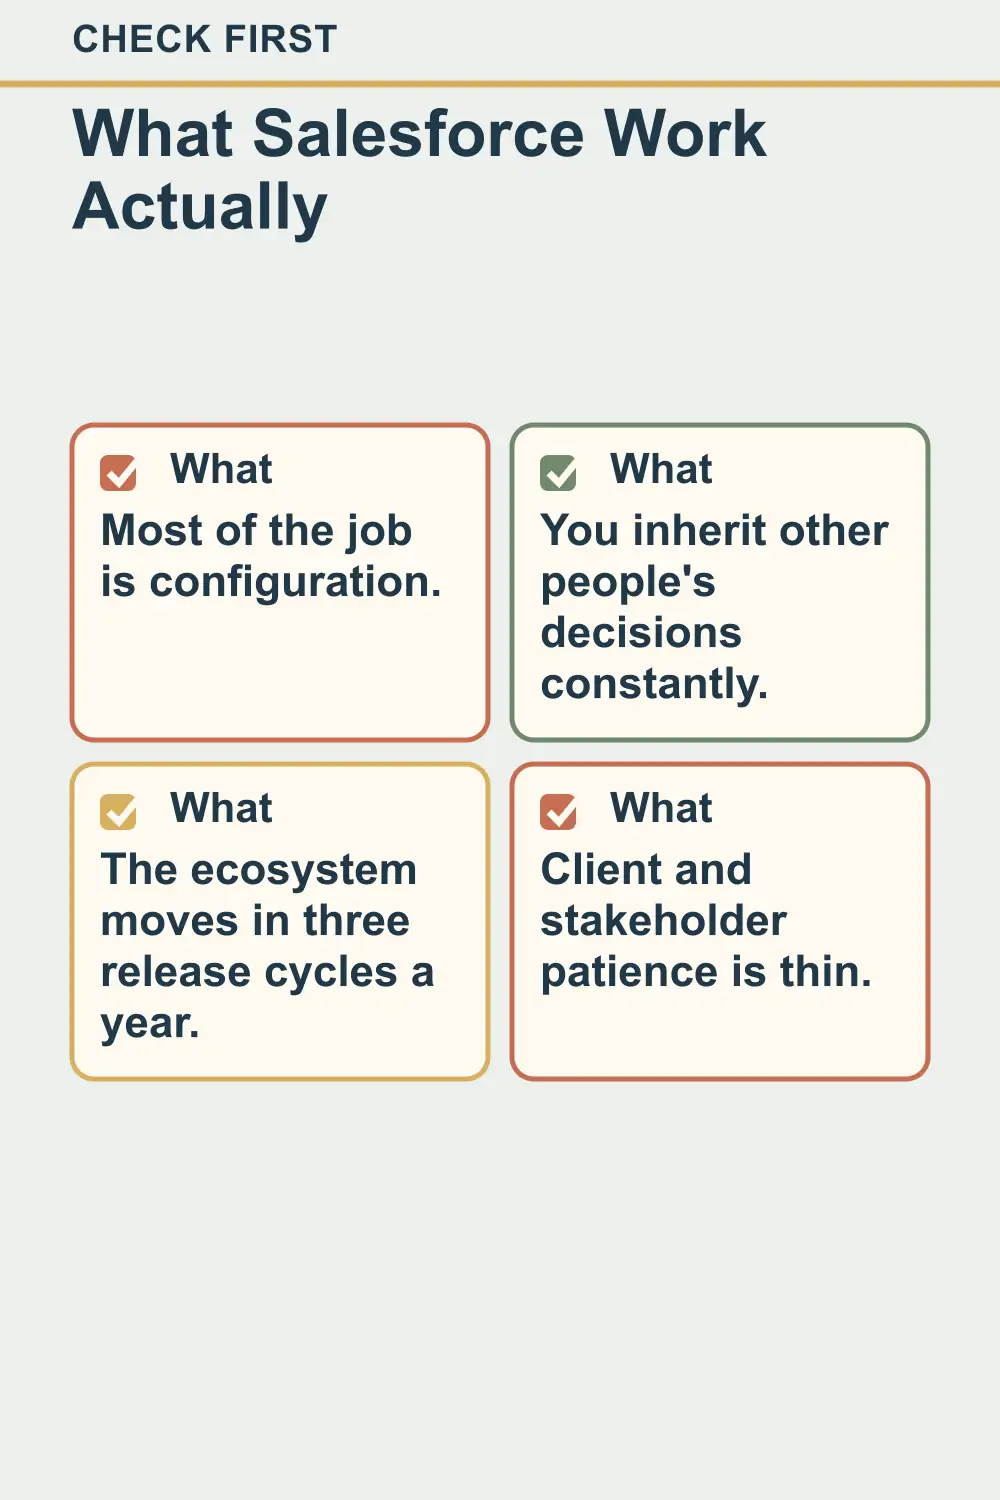 CHECK FIRST
What Salesforce Work
Actually
What
Most of the job
is configuration.
What
You inherit other
people's
decisions
constantly.
What
The ecosystem
moves in three
release cycles a
year.
What
Client and
stakeholder
patience is thin.